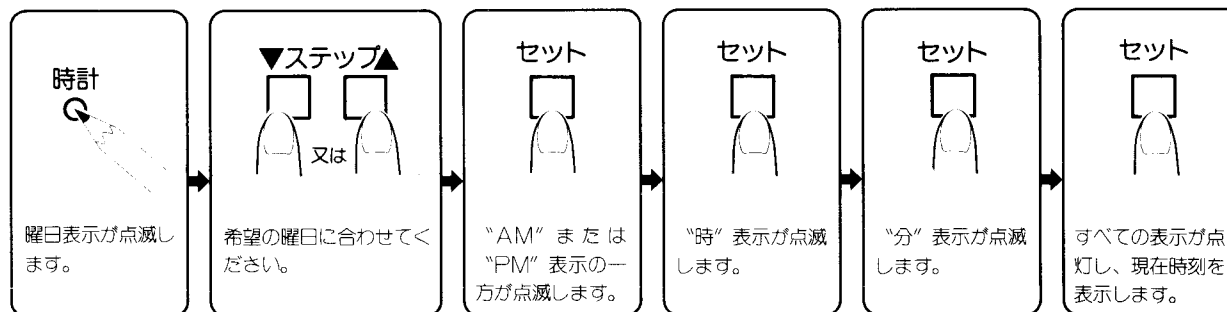 時計
曜日表示が点滅し
ます。
▼ステップ▲
又は
希望の曜日に合わせてく
ださい。
セット
“AM” または
“PM” 表示の一
方が点滅します。
セット
“時” 表示が点滅
します。
セット
“分” 表示が点滅
します。
セット
すべての表示が点
灯し、現在時刻を
表示します。